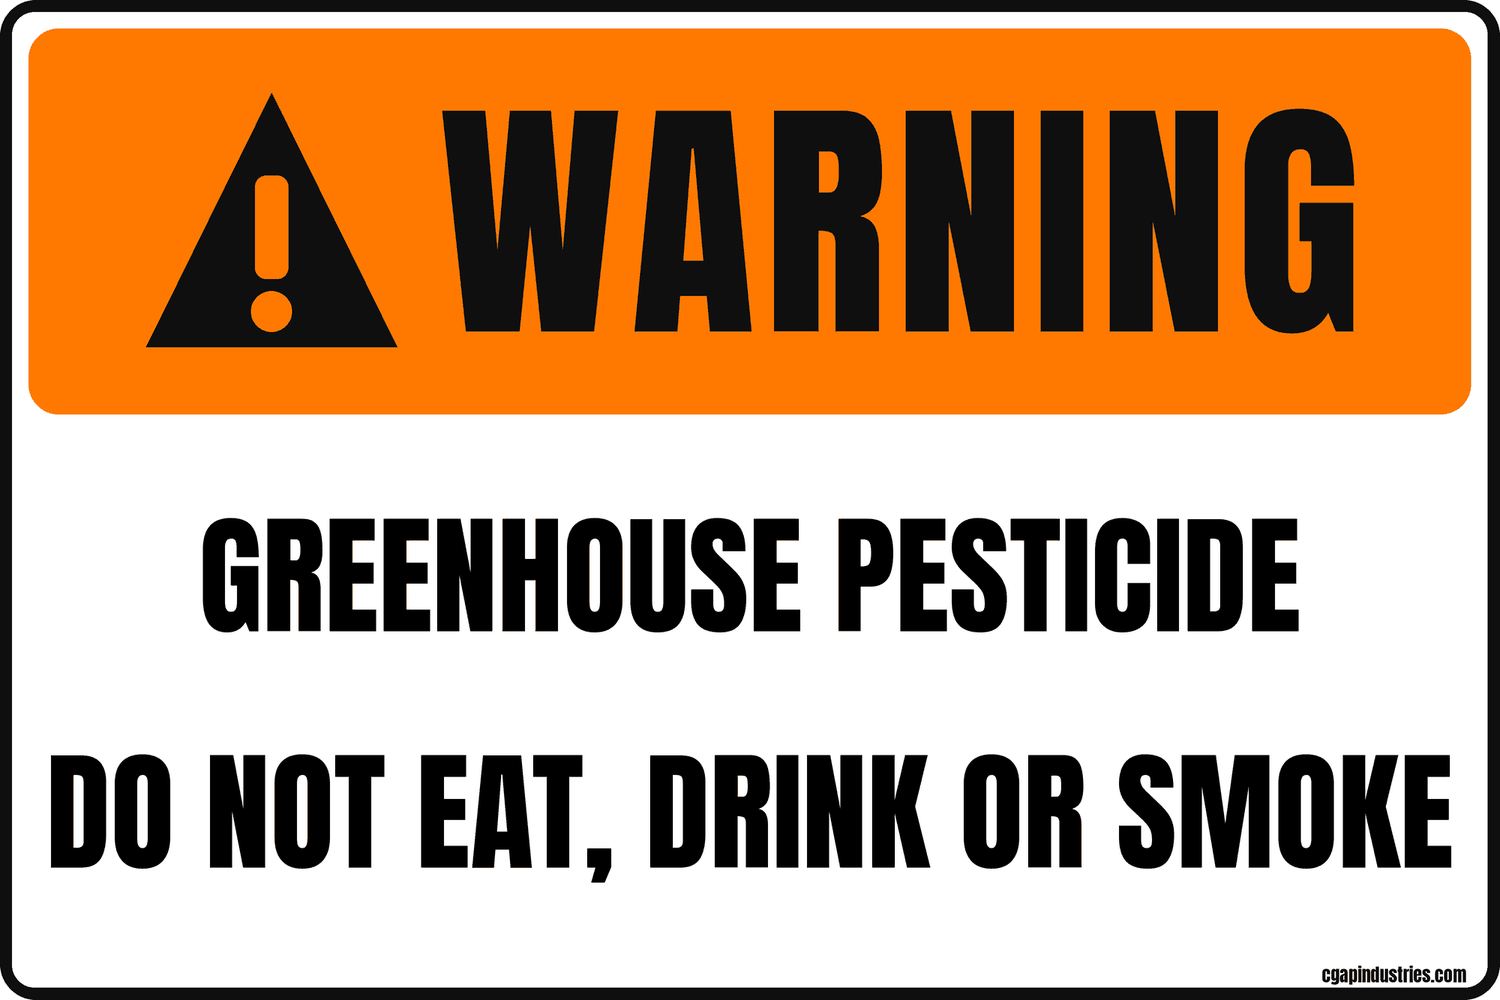 WARNING
GREENHOUSE PESTICIDE
DO NOT EAT, DRINK OR SMOKE
cgapindustries.com